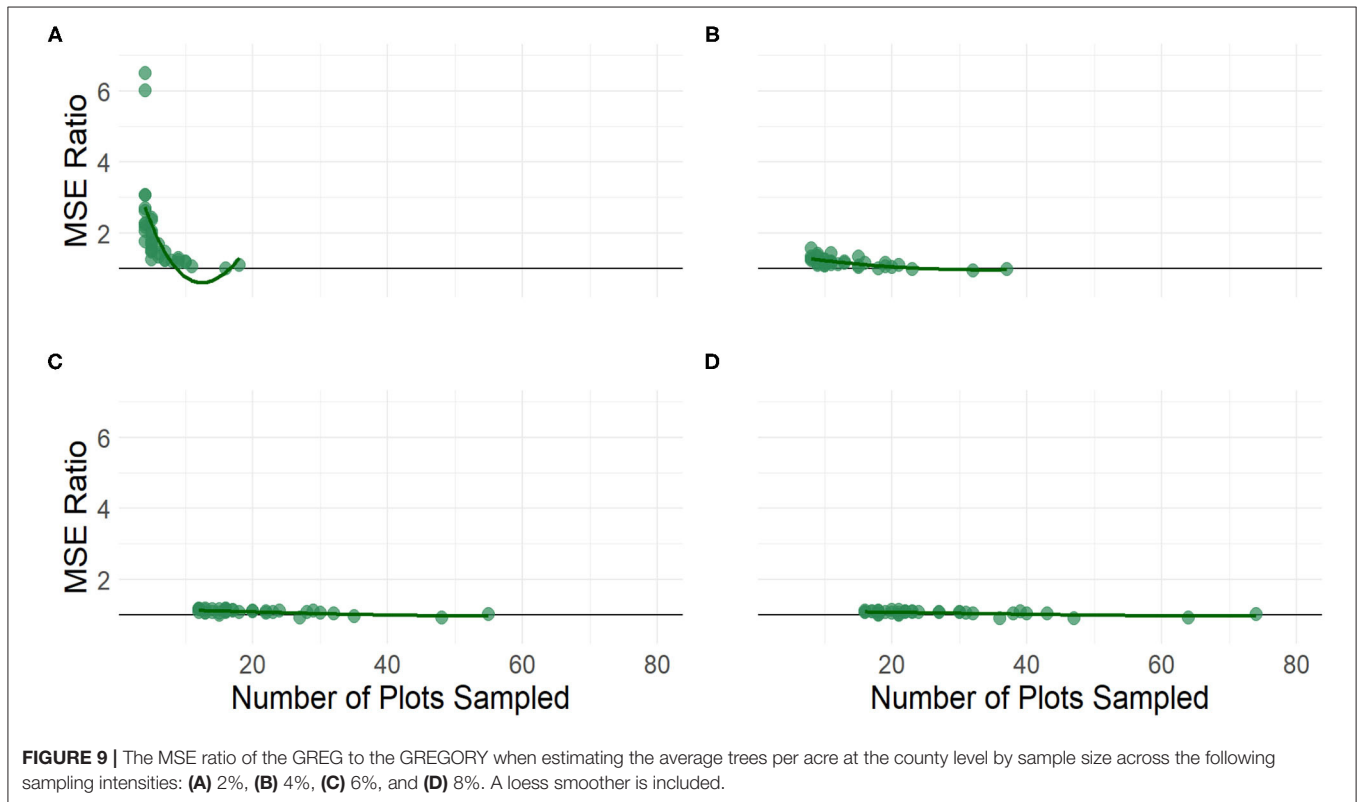 A
B
MSE Ratio
6
4
2
C
D
MSE Ratio
6
4
2
20 40 60 80
20 40 60 80
Number of Plots Sampled
Number of Plots Sampled
FIGURE 9 | The MSE ratio of the GREG to the GREGORY when estimating the average trees per acre at the county level by sample size across the following
sampling intensities: (A) 2%, (B) 4%, (C) 6%, and (D) 8%. A loess smoother is included.